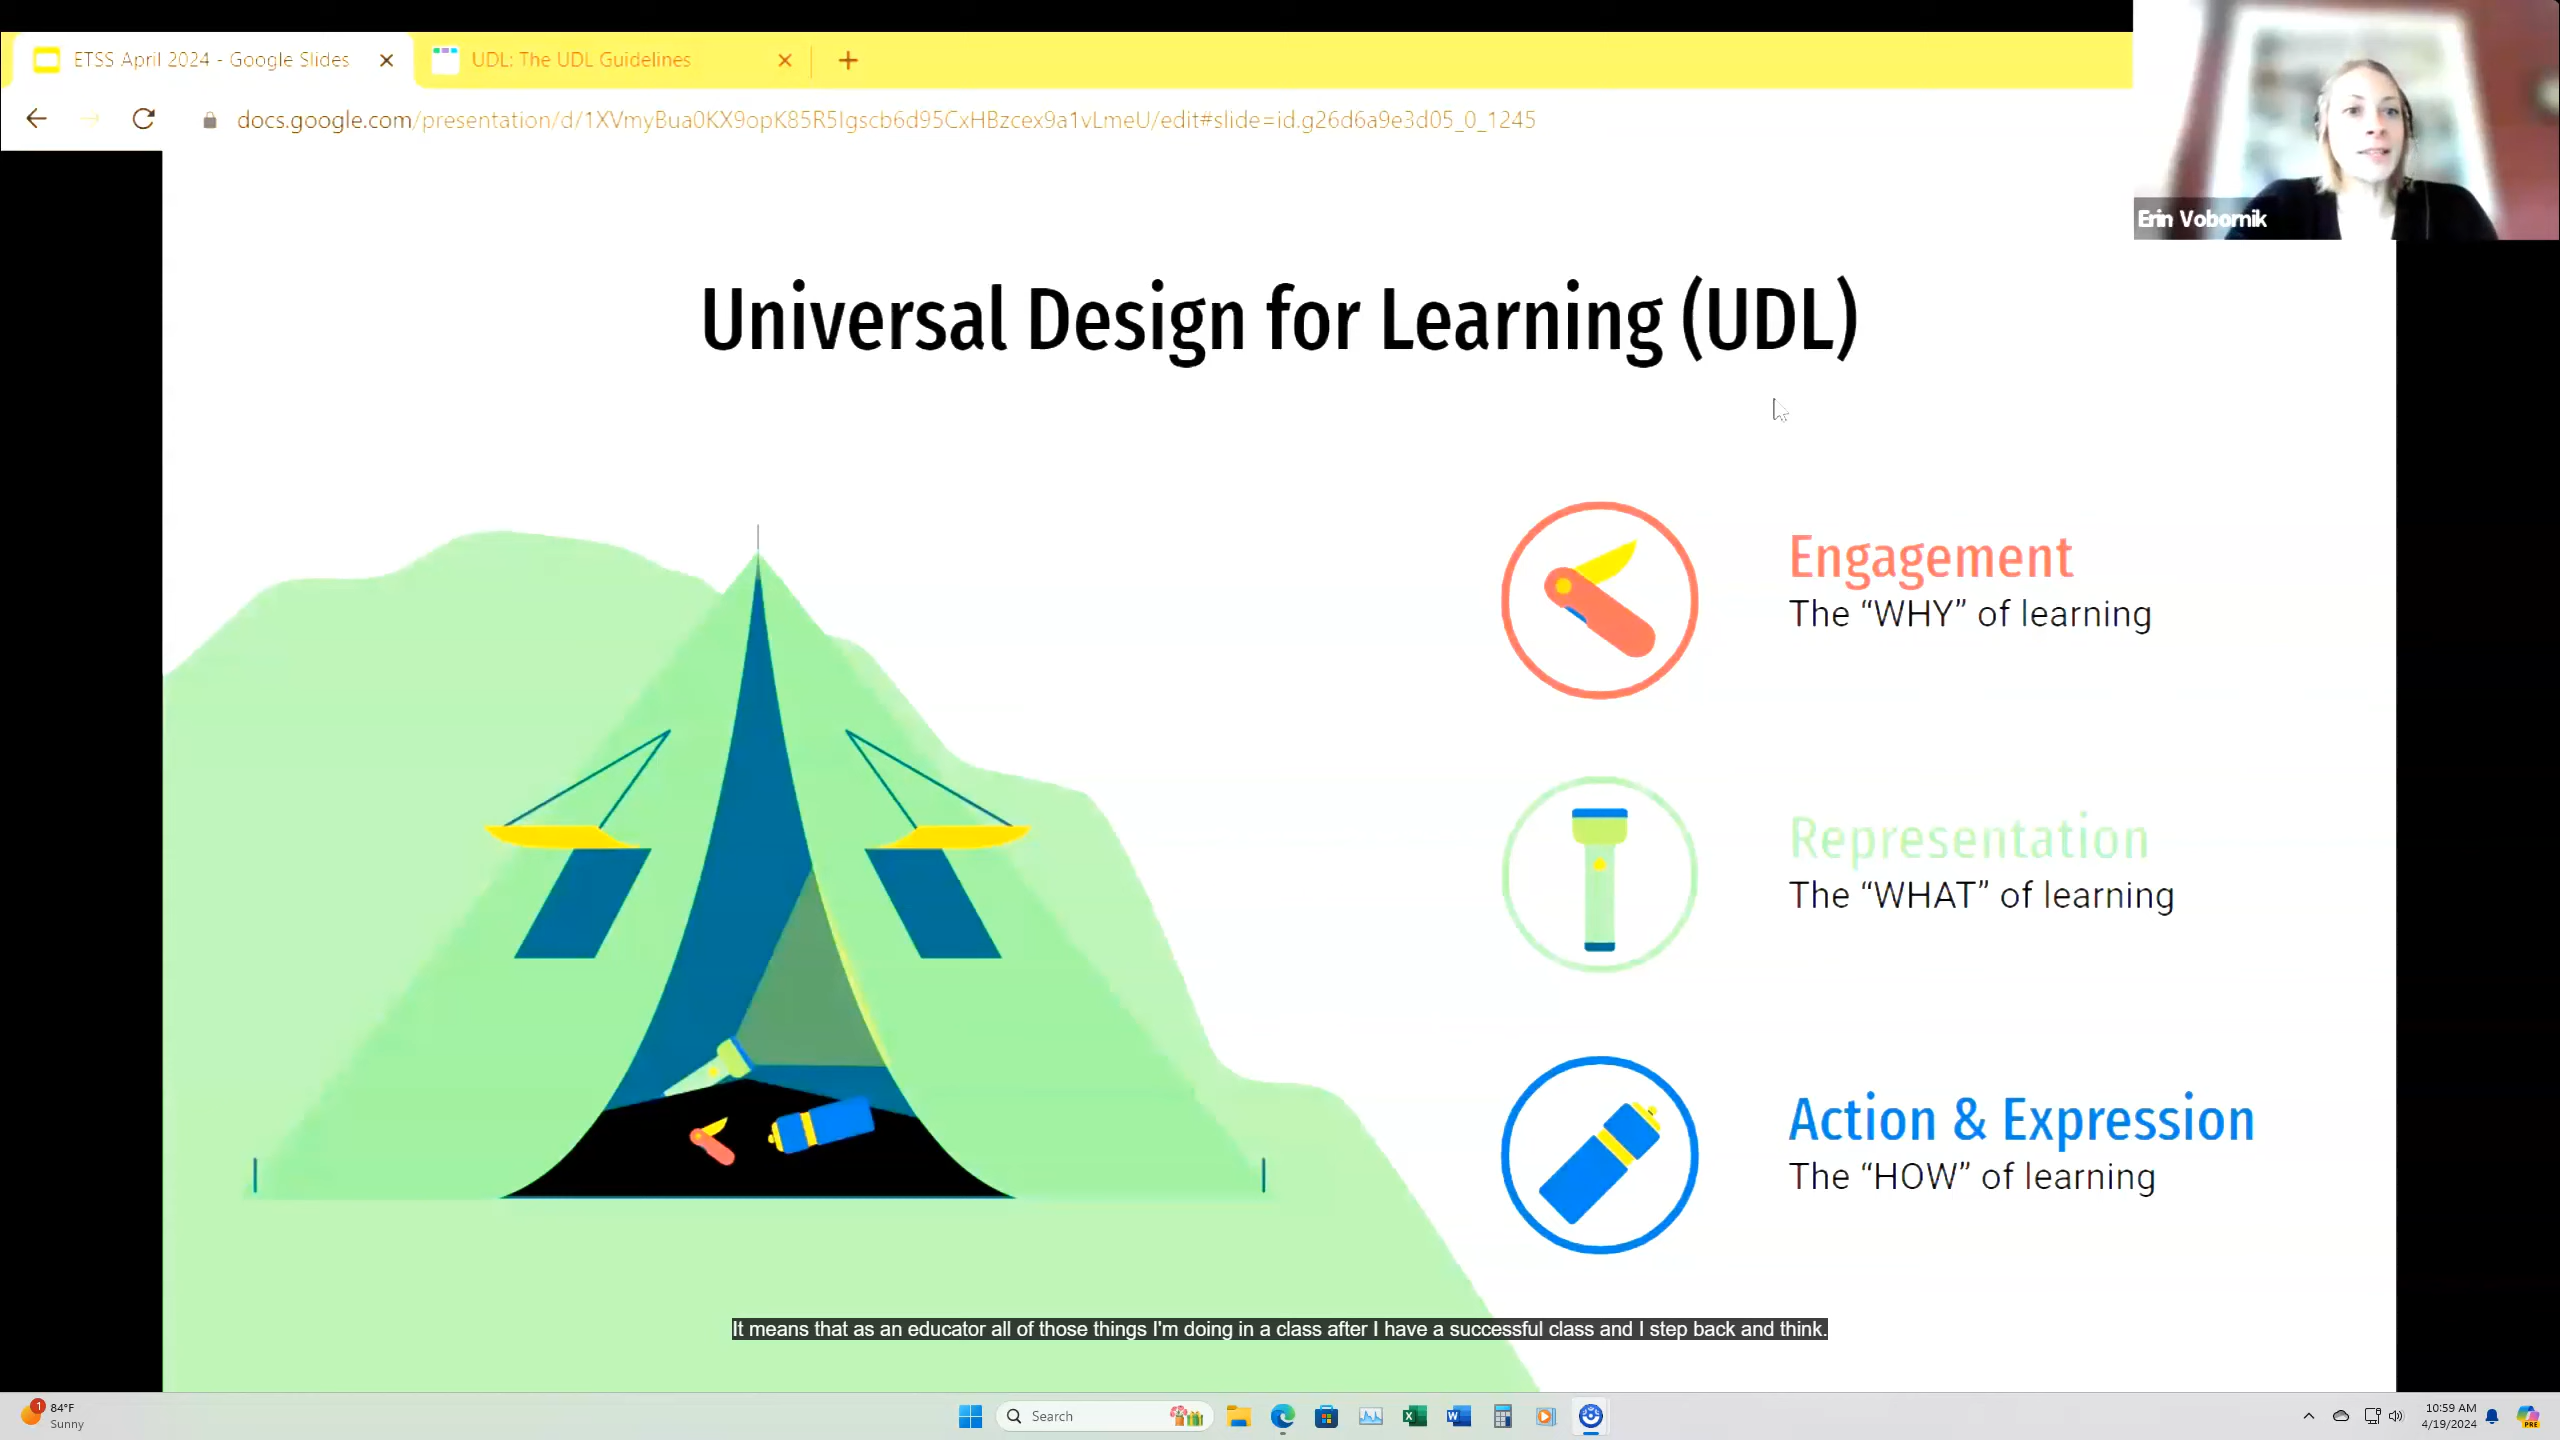 ETSS April 2024 - Google Slides
UDL: The UDL Guidelines
docs.google.com/presentation/d/1XVmyBua0KX9opK85R5Igscb6d95CxHBzcex9a1vLmeU/edit#slide=id.g26d6a9e3d05_0_1245
Erin Vobornik
Universal Design for Learning (UDL)
Engagement
The “WHY” of learning
Representation
The “WHAT” of learning
Action & Expression
The “HOW” of learning
It means that as an educator all of those things I'm doing in a class after I have a successful class and I step back and think.
1
84°F
Sunny
Search
10:59 AM
4/19/2024
PRE